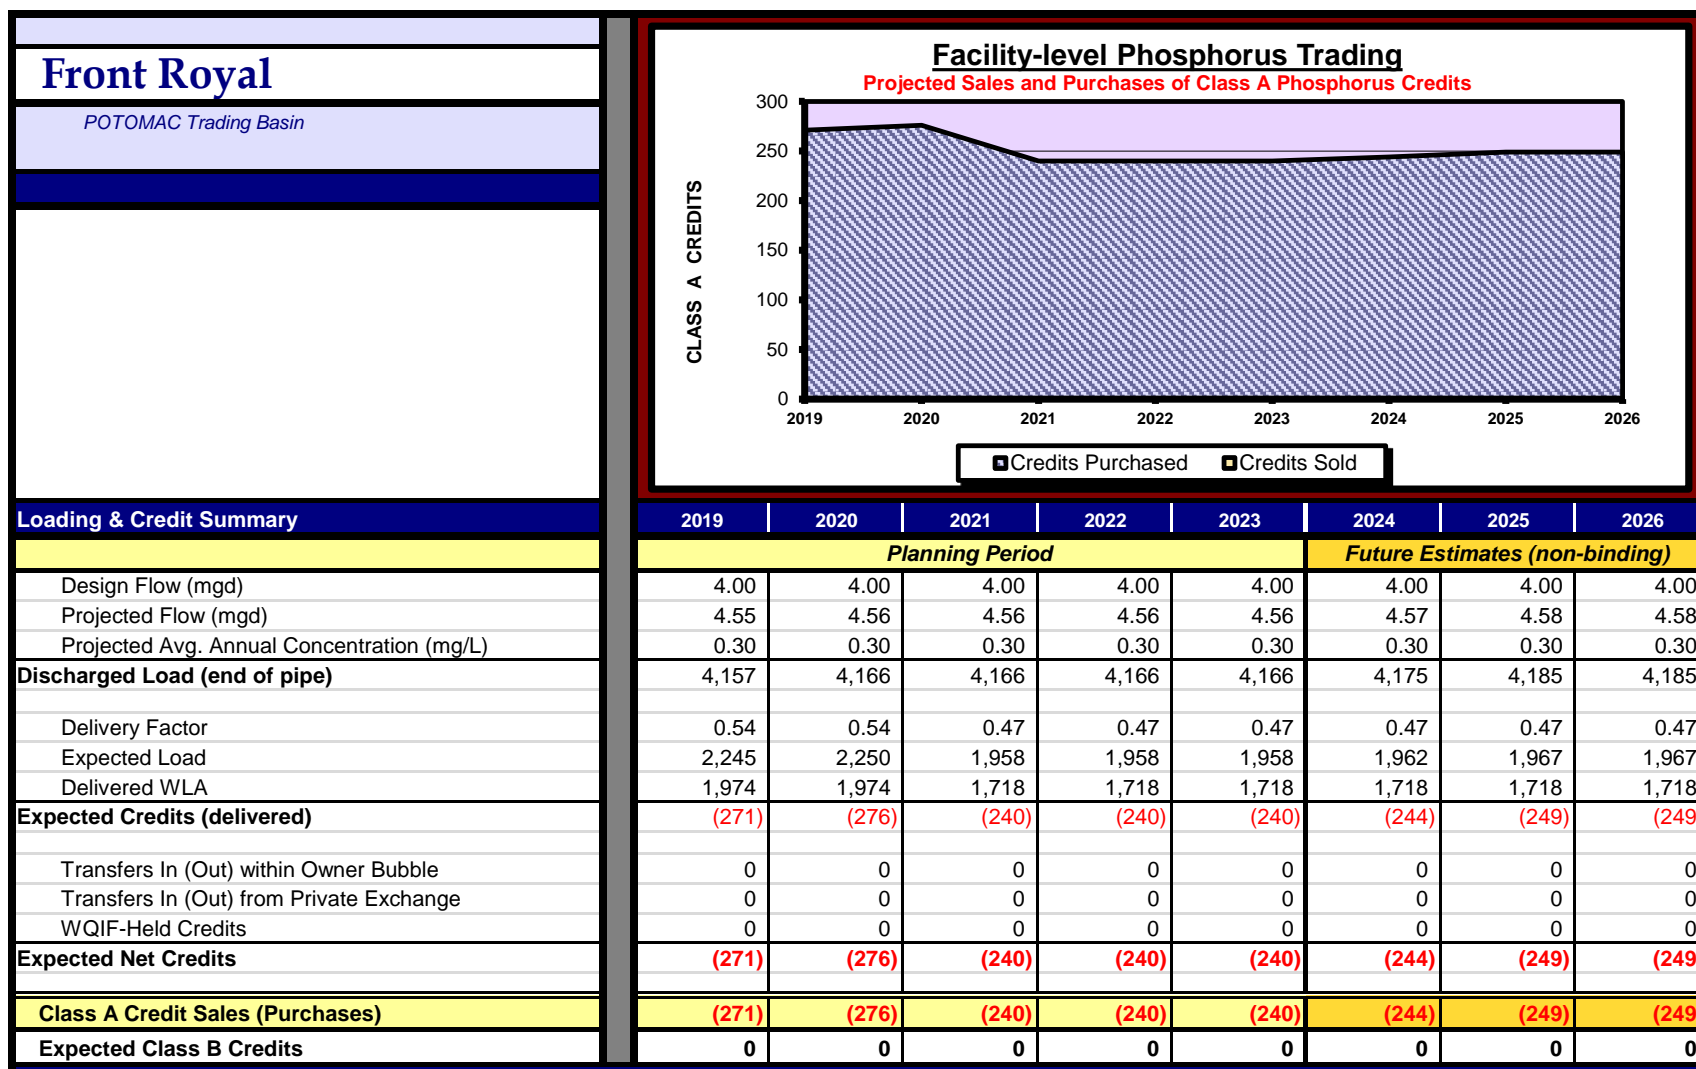 Front Royal
POTOMAC Trading Basin
Facility-level Phosphorus Trading
Projected Sales and Purchases of Class A Phosphorus Credits
CLASS A CREDITS
300
250
200
150
100
50
0
2019 2020 2021 2022 2023 2024 2025 2026
Credits Purchased Credits Sold
Loading & Credit Summary 2019 2020 2021 2022 2023 2024 2025 2026
Planning Period Future Estimates (non-binding)
Design Flow (mgd) 4.00 4.00 4.00 4.00 4.00 4.00 4.00 4.00
Projected Flow (mgd) 4.55 4.56 4.56 4.56 4.56 4.57 4.58 4.58
Projected Avg. Annual Concentration (mg/L) 0.30 0.30 0.30 0.30 0.30 0.30 0.30 0.30
Discharged Load (end of pipe) 4,157 4,166 4,166 4,166 4,166 4,175 4,185 4,185
Delivery Factor 0.54 0.54 0.47 0.47 0.47 0.47 0.47 0.47
Expected Load 2,245 2,250 1,958 1,958 1,958 1,962 1,967 1,967
Delivered WLA 1,974 1,974 1,718 1,718 1,718 1,718 1,718 1,718
Expected Credits (delivered) (271) (276) (240) (240) (240) (244) (249) (249
Transfers In (Out) within Owner Bubble 0 0 0 0 0 0 0 0
Transfers In (Out) from Private Exchange 0 0 0 0 0 0 0 0
WQIF-Held Credits 0 0 0 0 0 0 0 0
Expected Net Credits (271) (276) (240) (240) (240) (244) (249) (249
Class A Credit Sales (Purchases) (271) (276) (240) (240) (240) (244) (249) (249
Expected Class B Credits 0 0 0 0 0 0 0 0